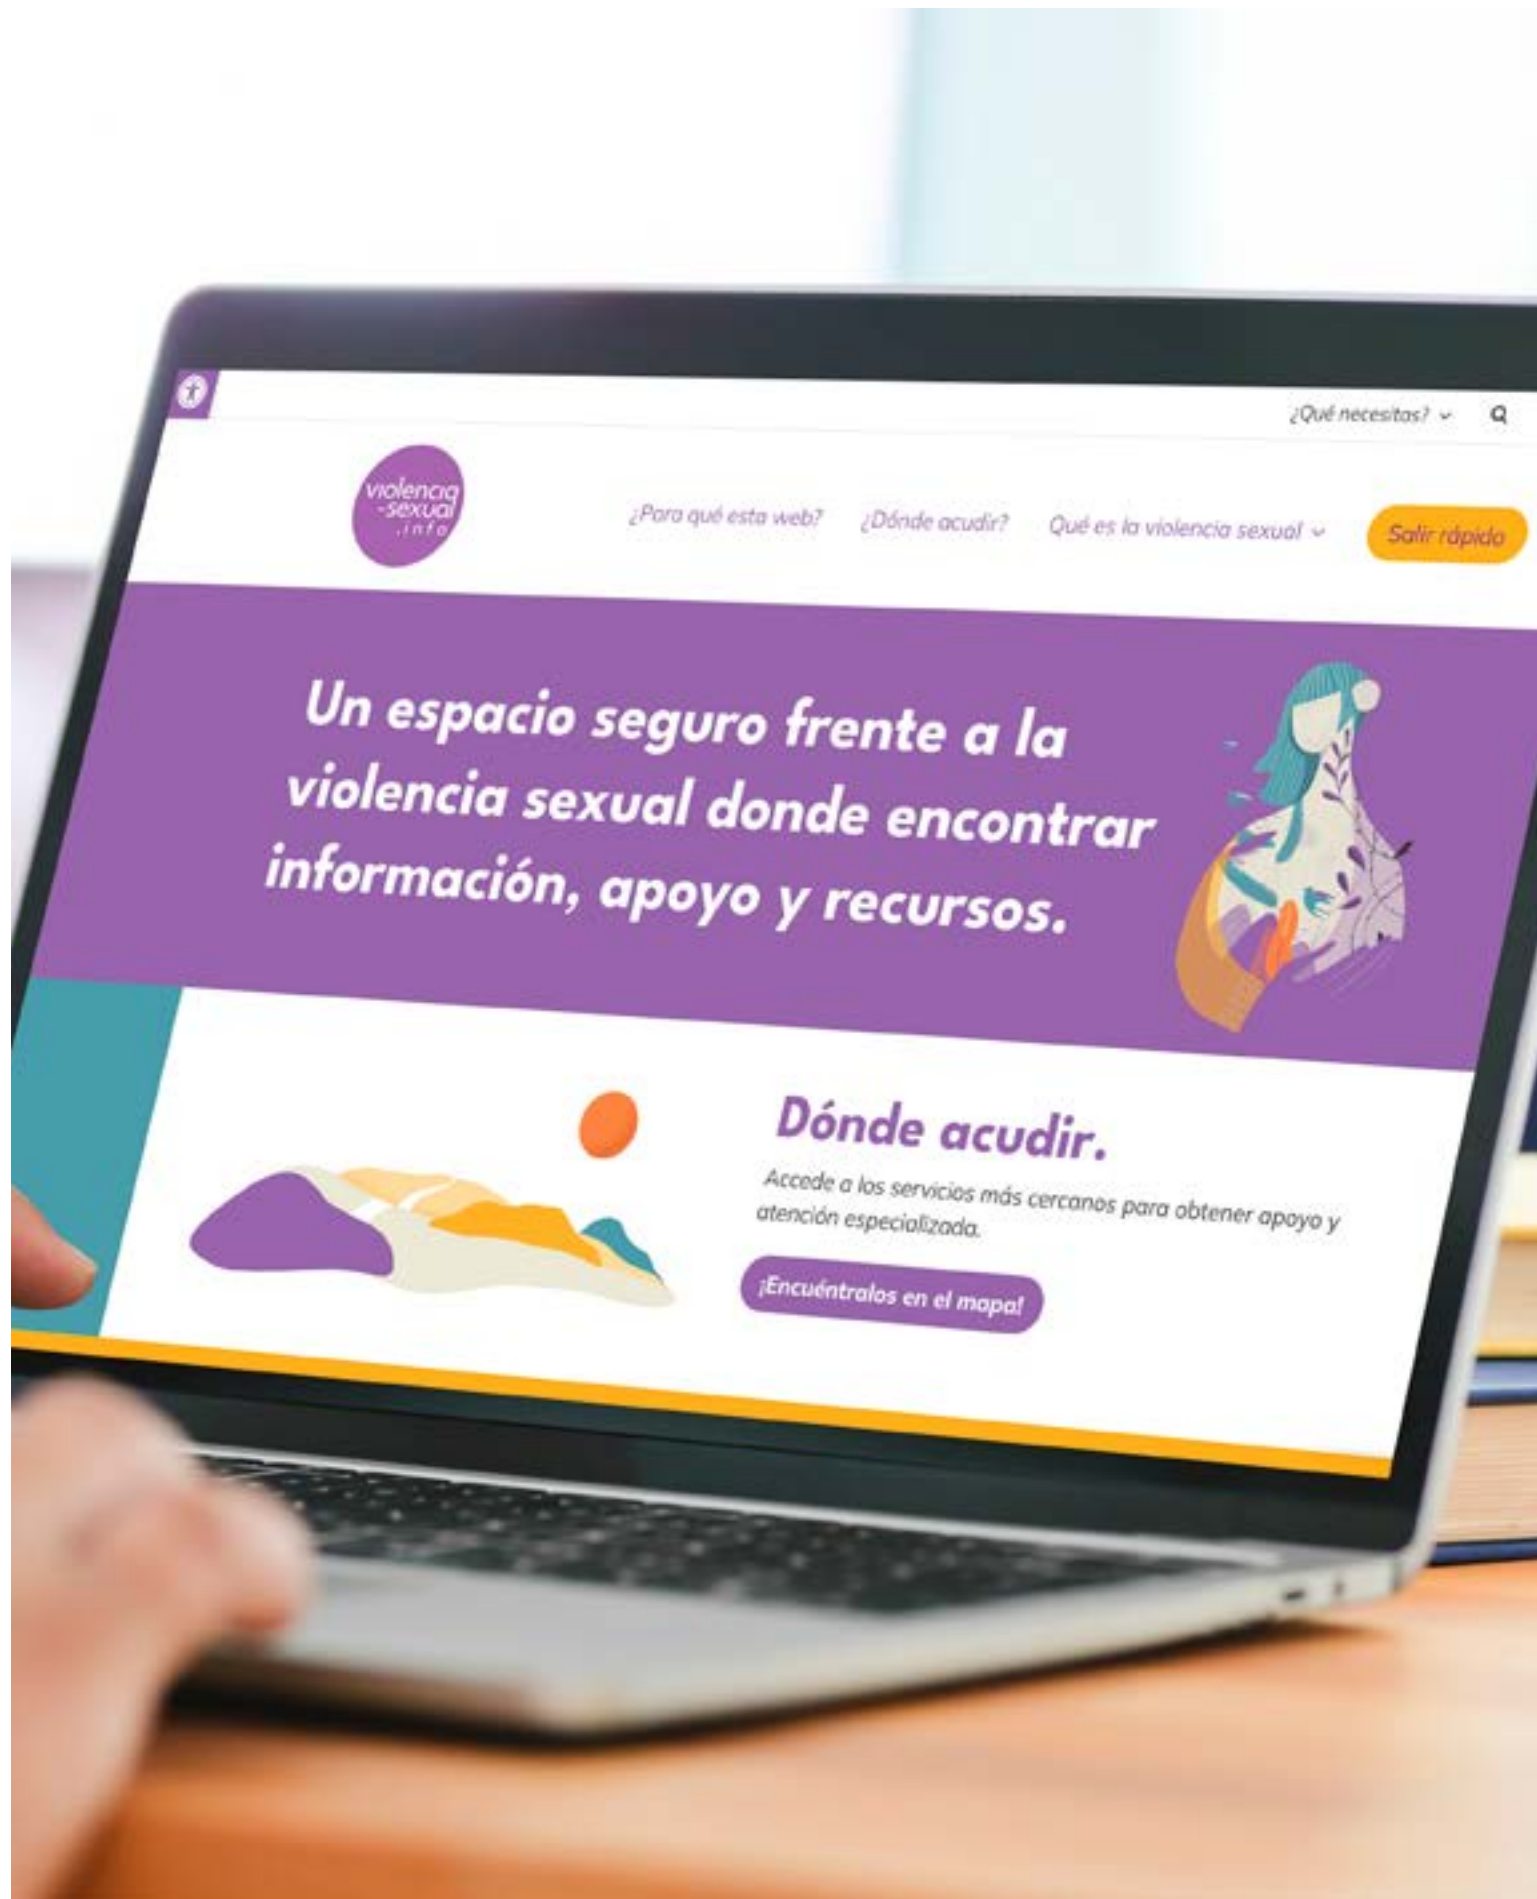 ¿Qué necesitas?
violencia
-sexual
.info
¿Para qué esta web?
¿Dónde acudir?
Qué es la violencia sexual
Salir rápido
Un espacio seguro frente a la
violencia sexual donde encontrar
información, apoyo y recursos.
Dónde acudir.
Accede a los servicios más cercanos para obtener apoyo y
atención especializada.
¡Encuéntralos en el mapa!